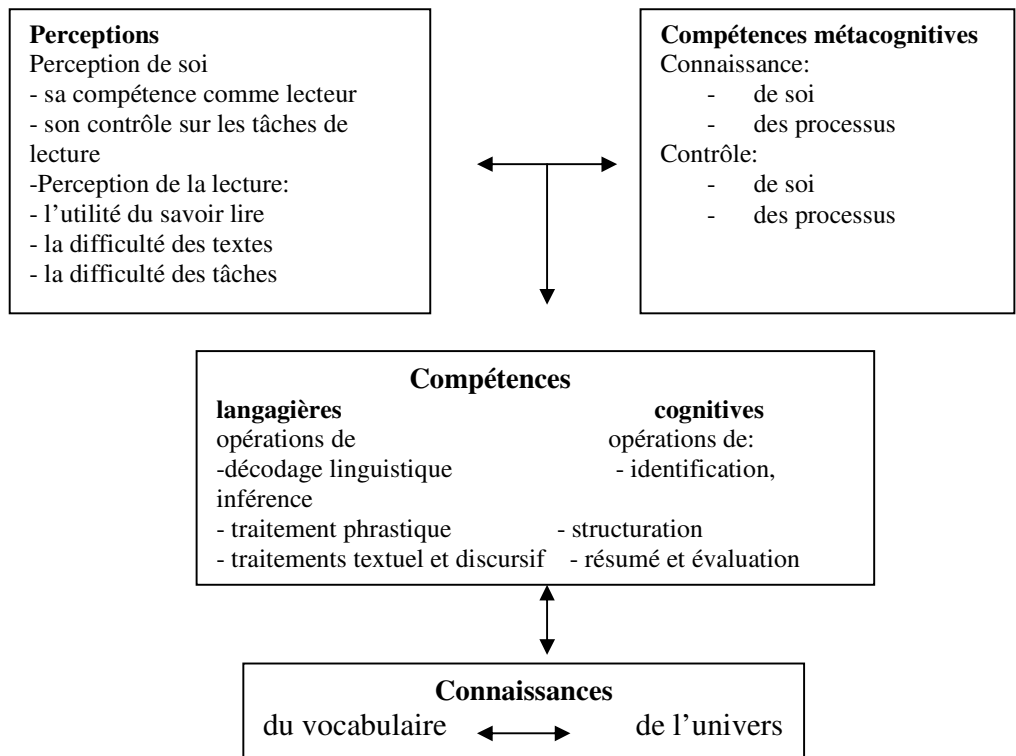 Perceptions
Perception de soi
- sa compétence comme lecteur
- son contrôle sur les tâches de
lecture
-Perception de la lecture:
- l’utilité du savoir lire
- la difficulté des textes
- la difficulté des tâches
Compétences métacognitives
Connaissance:
- de soi
- des processus
Contrôle:
- de soi
- des processus
Compétences
langagières cognitives
opérations de opérations de:
-décodage linguistique - identification,
inférence
- traitement phrastique - structuration
- traitements textuel et discursif - résumé et évaluation
Connaissances
du vocabulaire de l’univers